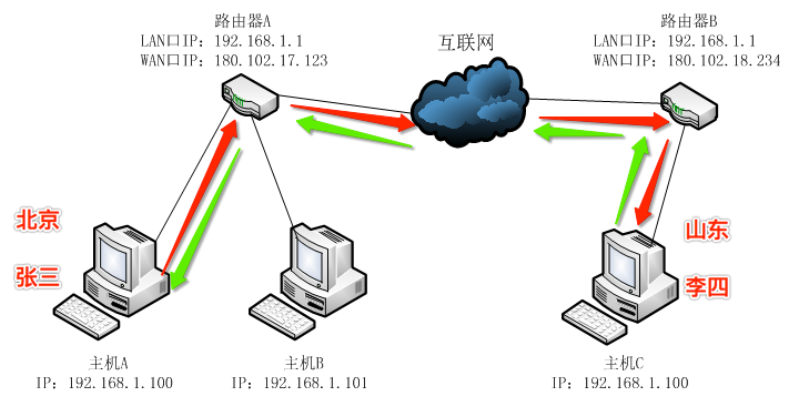 路由器A
LAN口IP：192.168.1.1
WAN口IP：180.102.17.123
互联网
路由器B
LAN口IP：192.168.1.1
WAN口IP：180.102.18.234
北京
张三
山东
李四
主机A
IP：192.168.1.100
主机B
IP：192.168.1.101
主机C
IP：192.168.1.100